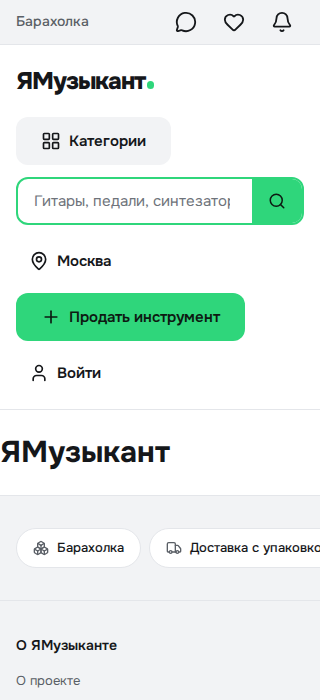 Барахолка
ЯМузыкант.
Категории
Гитары, педали, синтезатор
Москва
Продать инструмент
Войти
ЯМузыкант
Барахолка
Доставка с упаковко
О ЯМузыканте
О проекте